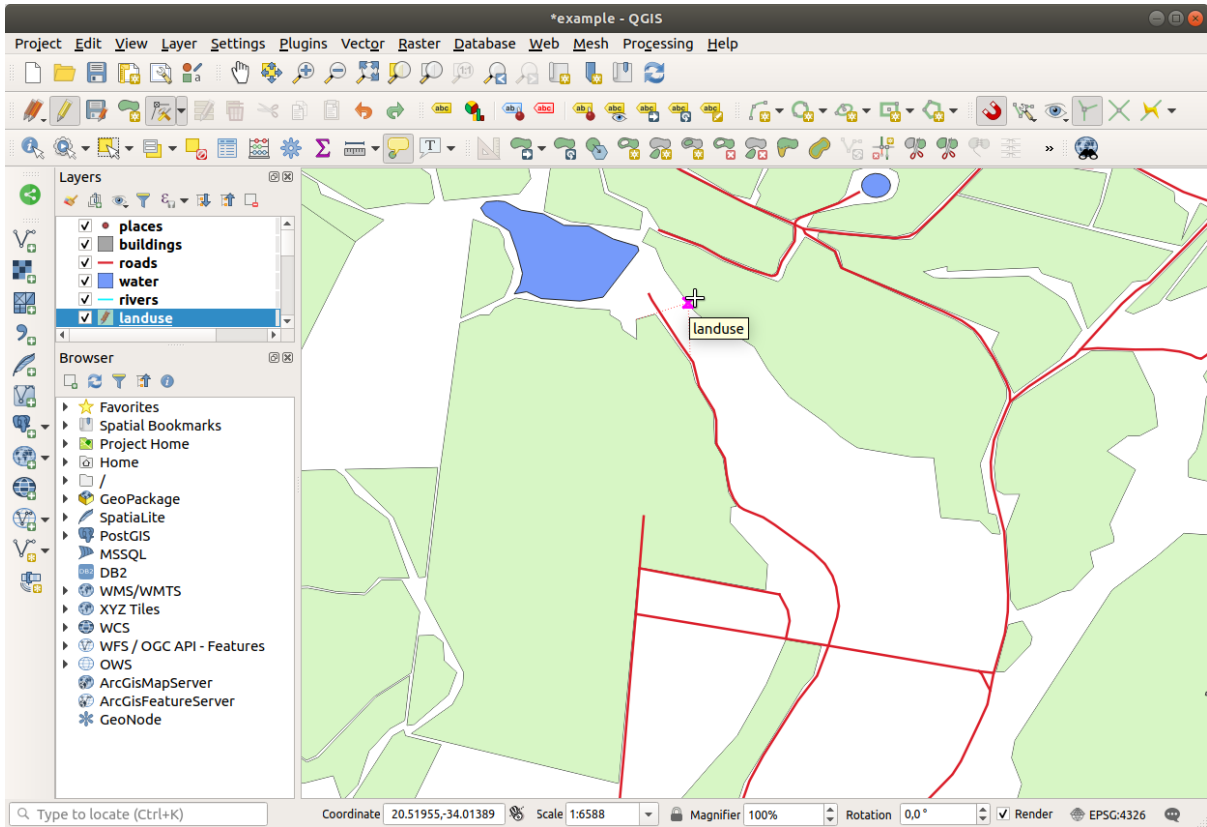 *example - QGIS
Project Edit View Layer Settings Plugins Vector Raster Database Web Mesh Processing Help
Layers
places
buildings
roads
water
rivers
landuse
Browser
Favorites
Spatial Bookmarks
Project Home
Home
/
GeoPackage
SpatiaLite
PostGIS
MSSQL
DB2
WMS/WMTS
XYZ Tiles
WCS
WFS / OGC API - Features
OWS
ArcGisMapServer
ArcGisFeatureServer
GeoNode
landuse
Type to locate (Ctrl+K) Coordinate 20.51955,-34.01389 Scale 1:6588 Magnifier 100% Rotation 0,0° Render EPSG:4326